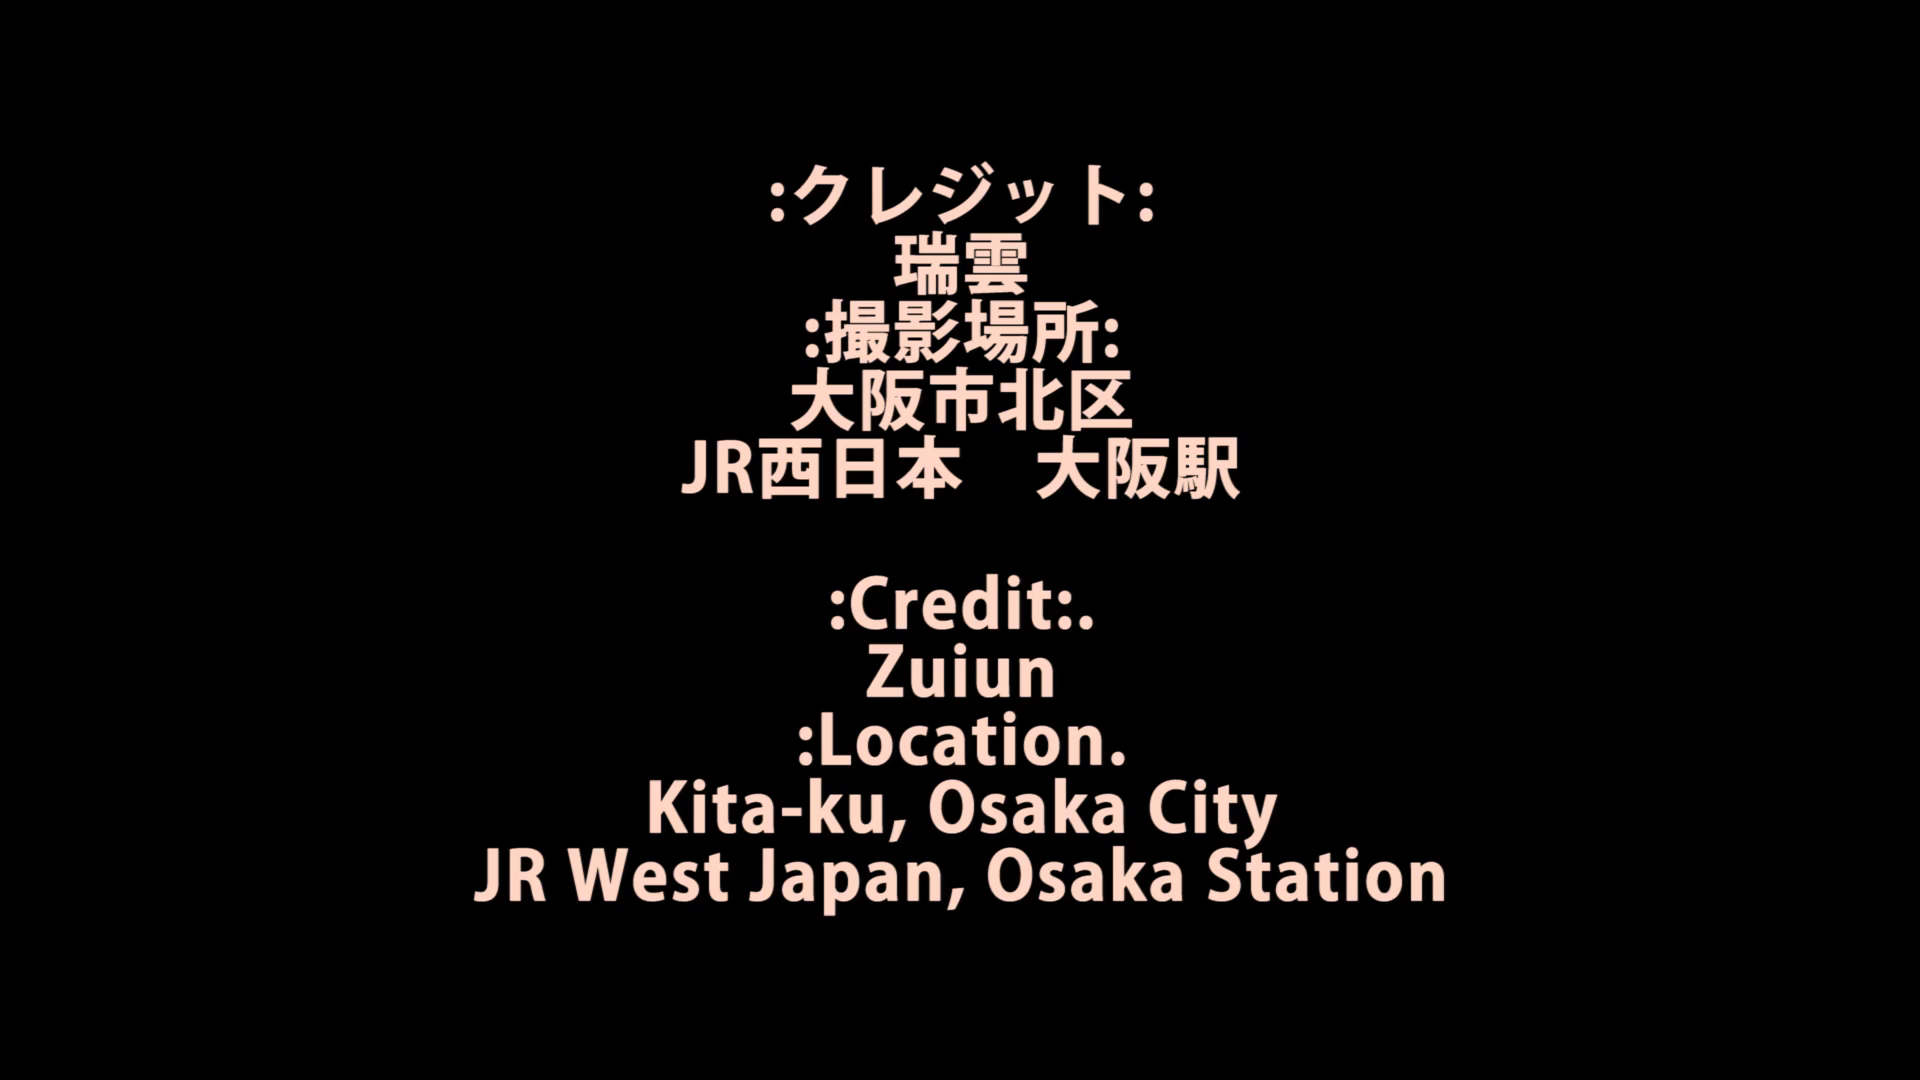 :クレジット:
瑞雲
:撮影場所:
大阪市北区
JR西日本　大阪駅
:Credit:.
Zuiun
:Location.
Kita-ku, Osaka City
JR West Japan, Osaka Station